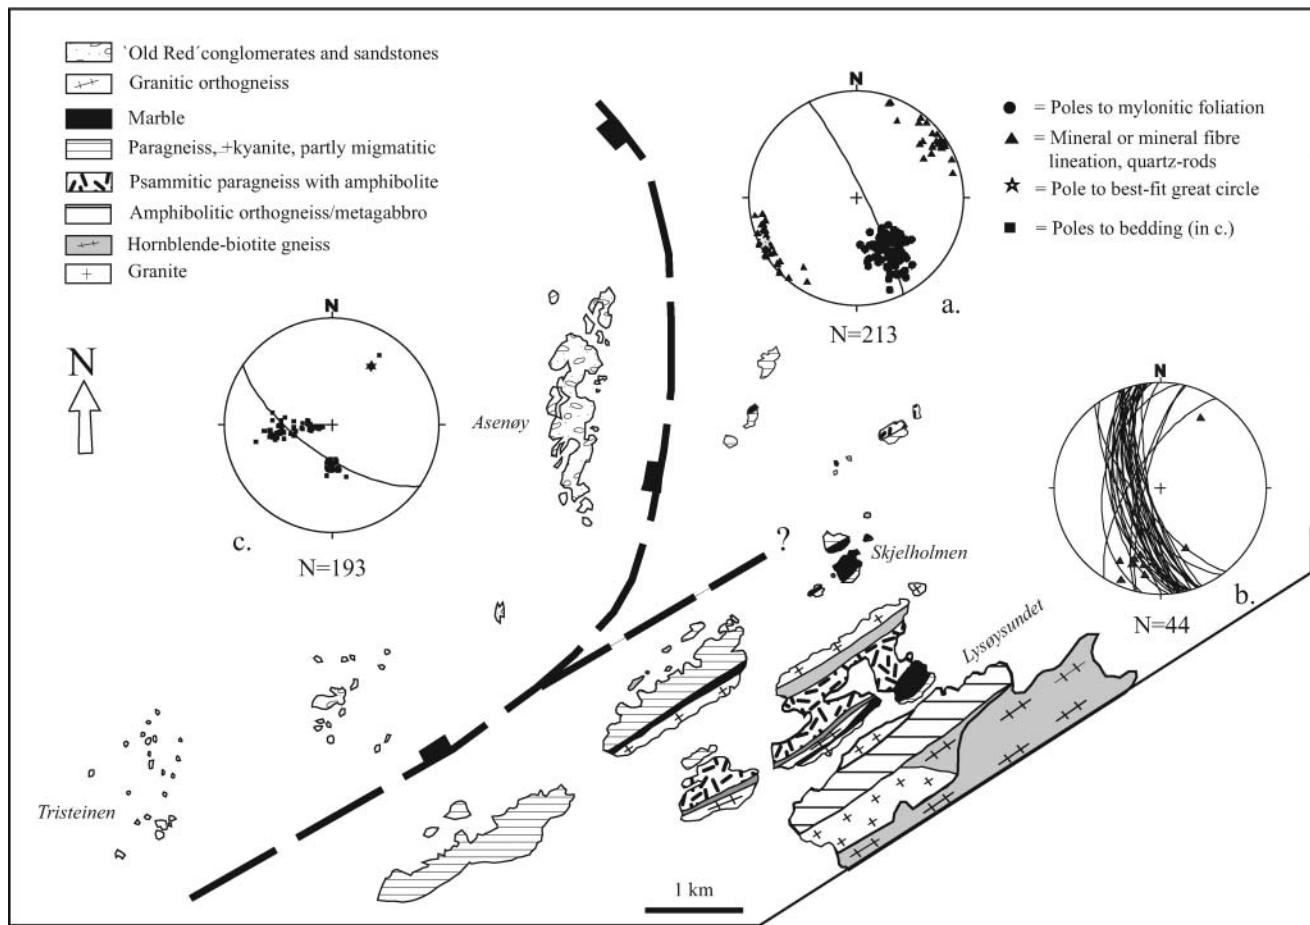 ‘Old Red´conglomerates and sandstones
Granitic orthogneiss
Marble
Paragneiss, +kyanite, partly migmatitic
Psammitic paragneiss with amphibolite
Amphibolitic orthogneiss/metagabbro
Hornblende-biotite gneiss
Granite
N
a.
N=213
= Poles to mylonitic foliation
= Mineral or mineral fibre
lineation, quartz-rods
= Pole to best-fit great circle
= Poles to bedding (in c.)
N
c.
N=193
N
Asenøy
N
b.
N=44
?
Skjelholmen
Lysøysundet
Tristeinen
1 km